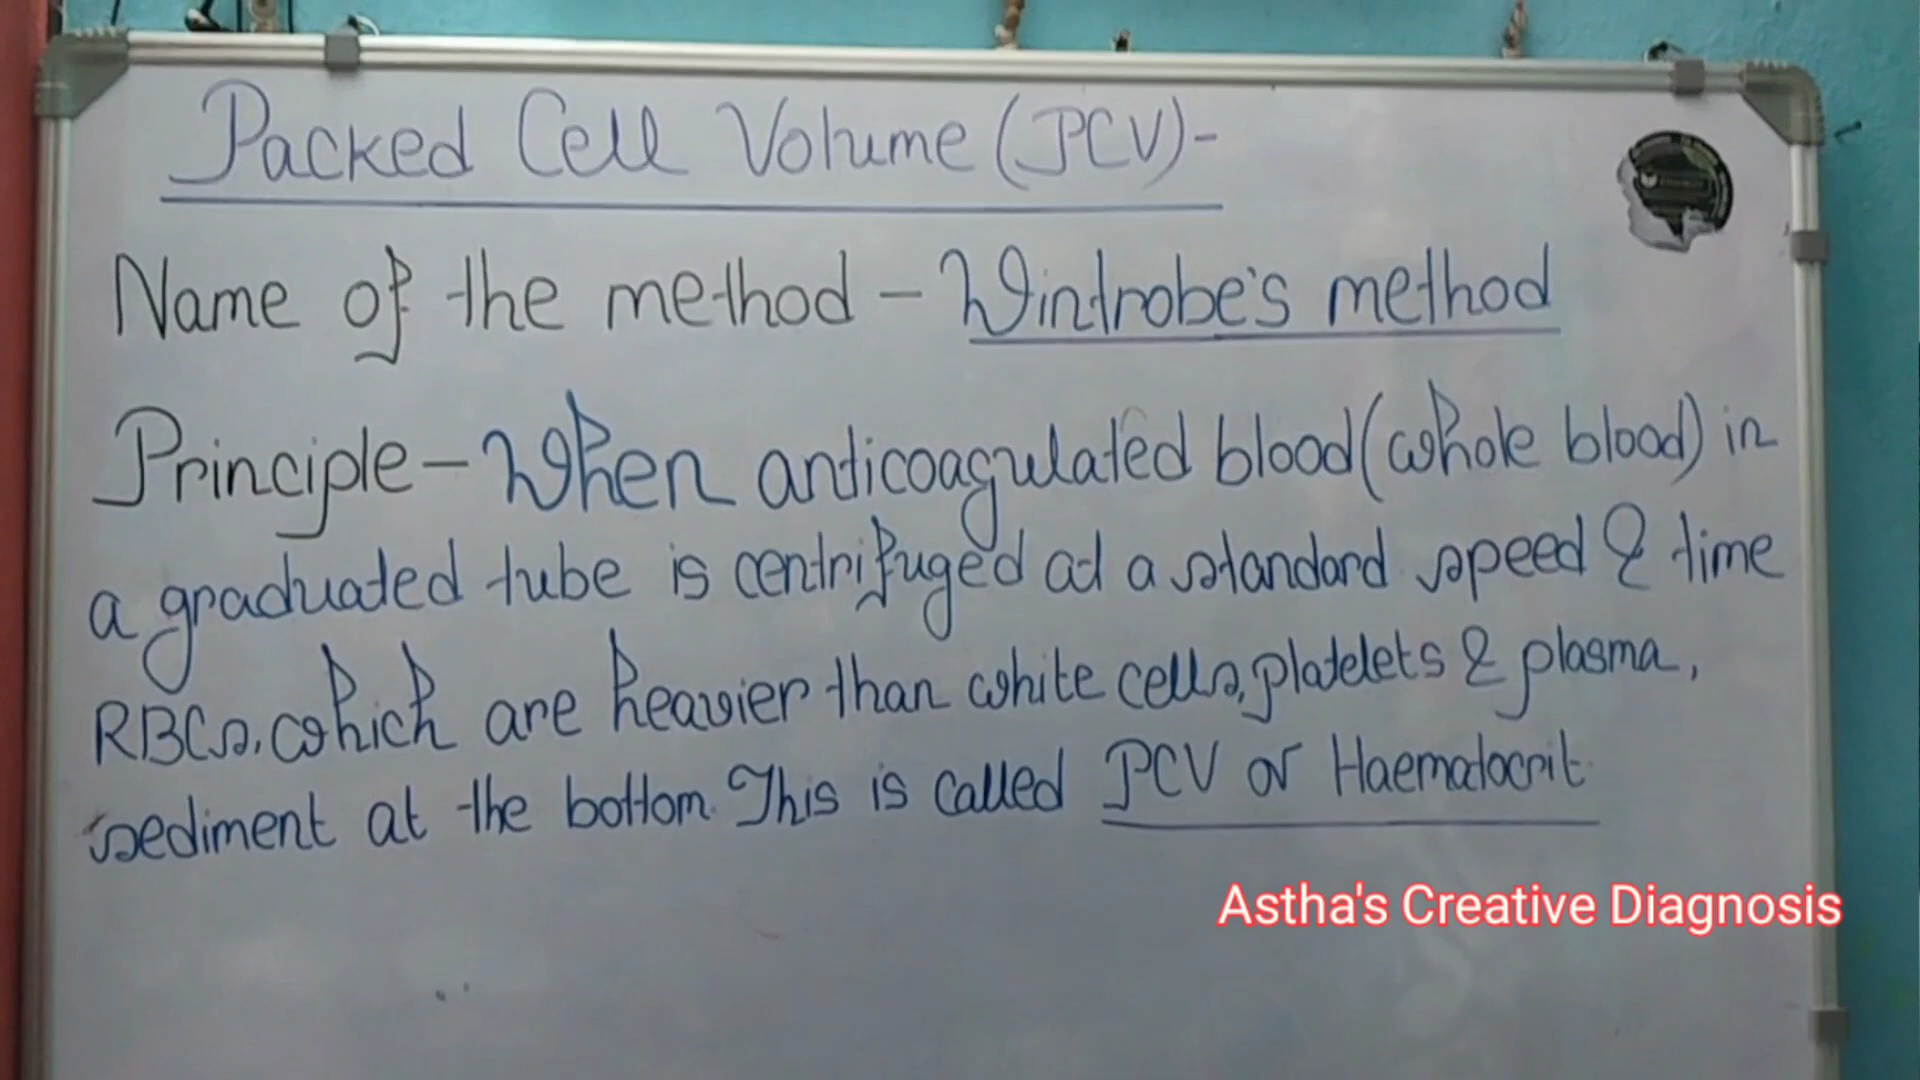 Packed Cell Volume (PCV)-
Name of the method - Wintrobe's method
Principle - When anticoagulated blood (whole blood) in
a graduated tube is centrifuged at a standard speed & time
RBCs, which are heavier than white cells, platelets & plasma,
sediment at the bottom. This is called PCV or Haematocrit.
Astha's Creative Diagnosis